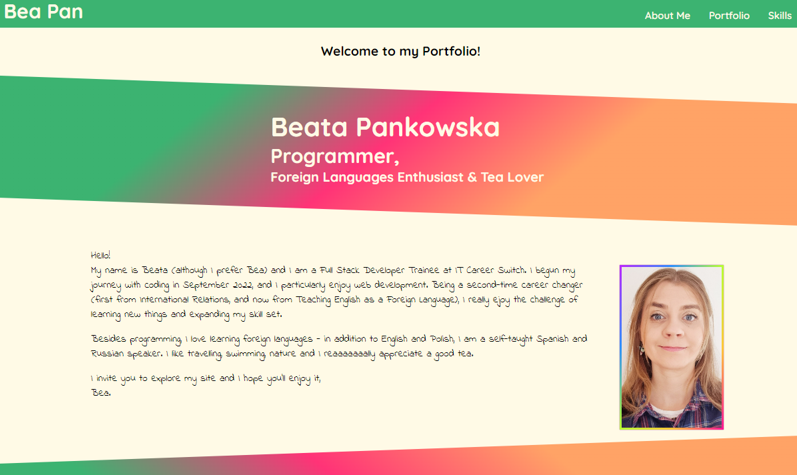 Bea Pan
About Me Portfolio Skills
Welcome to my Portfolio!
Beata Pankowska
Programmer,
Foreign Languages Enthusiast & Tea Lover
Hello!
My name is Beata (although I prefer Bea) and I am a Full Stack Developer Trainee at IT Career Switch. I begun my
journey with coding in September 2022, and I particularly enjoy web development. Being a second-time career changer
(first from International Relations, and now from Teaching English as a Foreign Language), I really ejoy the challenge of
learning new things and expanding my skill set.
Besides programming, I love learning foreign languages - in addition to English and Polish, I am a self-taught Spanish and
Russian speaker. I like travelling, swimming, nature and I reaaaaaaally appreciate a good tea.
I invite you to explore my site and I hope you'll enjoy it,
Bea.